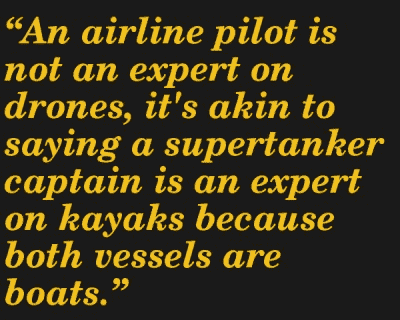 “An airline pilot is
not an expert on
drones, it's akin to
saying a supertanker
captain is an expert
on kayaks because
both vessels are
boats.”